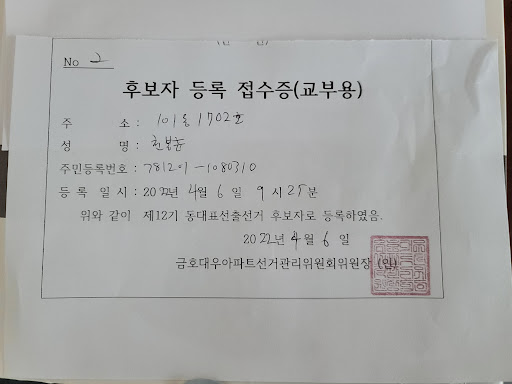 No 2
후보자 등록 접수증(교부용)
주 소 : 101동 1702호
성 명 :
주민등록번호 : 781201-1080310
등 록 일 시 : 2022년 4월 6일 9시 25분
위와 같이 제12기 동대표선출선거 후보자로 등록하였음.
2022년 4월 6일
금호대우아파트선거관리위원회위원장 (인)